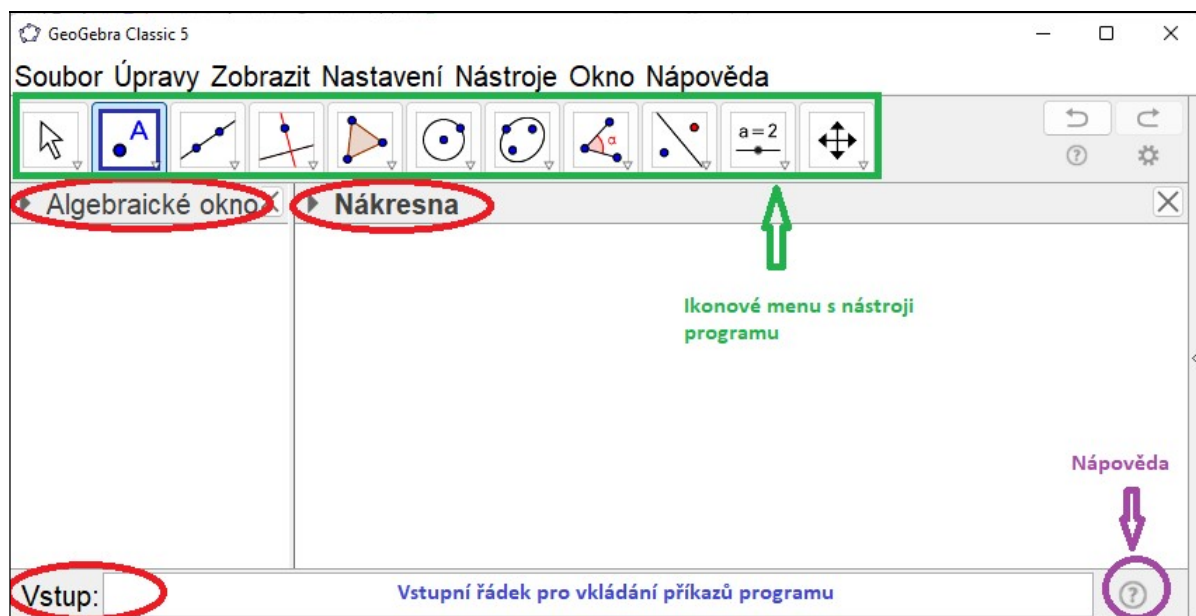 GeoGebra Classic 5
Soubor Úpravy Zobrazit Nastavení Nástroje Okno Nápověda
A
α
a=2
Algebraické okno
Nákresna
Ikonové menu s nástroji
programu
Nápověda
Vstup:
Vstupní řádek pro vkládání příkazů programu